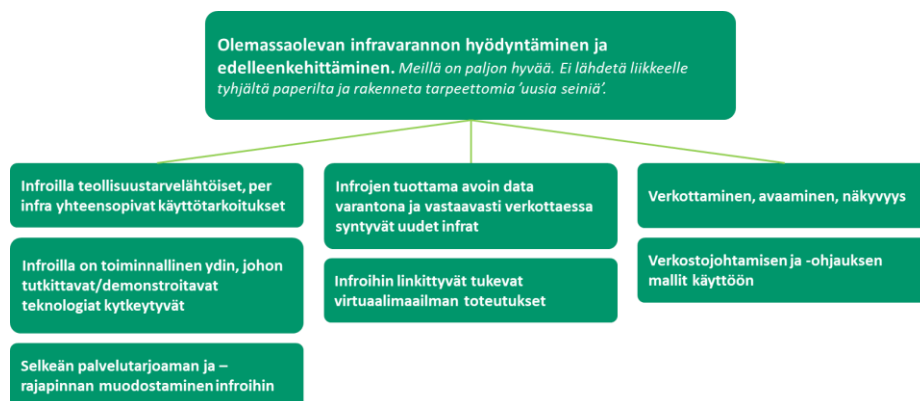 Olemassaolevan infravarannon hyödyntäminen ja
edelleenkehittäminen. Meillä on paljon hyvää. Ei lähdetä liikkeelle
tyhjältä paperilta ja rakenneta tarpeettomia 'uusia seiniä'.
Infroilla teollisuustarvelähtöiset, per
infra yhteensopivat käyttötarkoitukset
Infroilla on toiminnallinen ydin, johon
tutkittavat/demonstroitavat
teknologiat kytkeytyvät
Selkeän palvelutarjoaman ja –
rajapinnan muodostaminen infroihin
Infrojen tuottama avoin data
varantona ja vastaavasti verkottaessa
syntyvät uudet infrat
Infroihin linkittyvät tukevat
virtuaalimaailman toteutukset
Verkottaminen, avaaminen, näkyvyys
Verkostojohtamisen ja -ohjauksen
mallit käyttöön